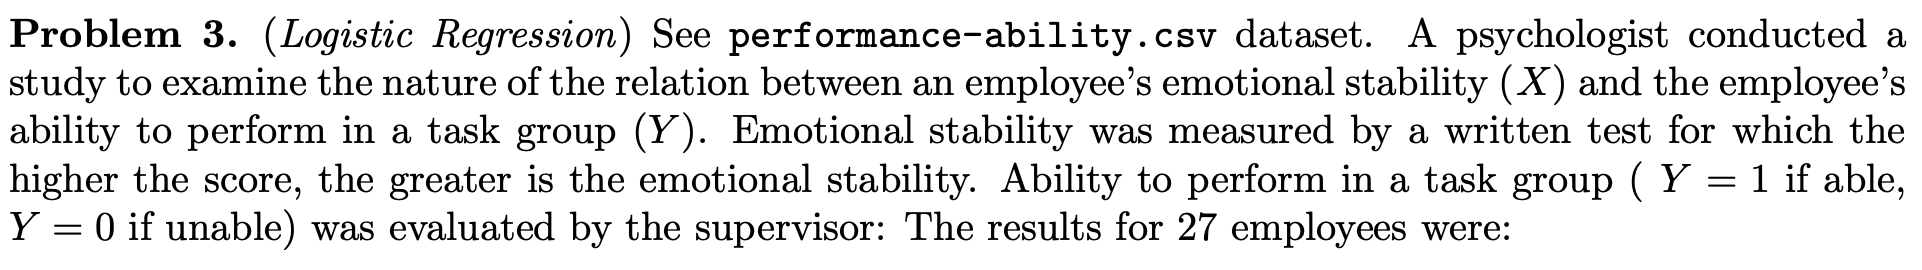 Problem 3. (Logistic Regression) See performance-ability.csv dataset. A psychologist conducted a
study to examine the nature of the relation between an employee’s emotional stability (X) and the employee’s
ability to perform in a task group (Y). Emotional stability was measured by a written test for which the
higher the score, the greater is the emotional stability. Ability to perform in a task group ( Y = 1 if able,
Y = 0 if unable) was evaluated by the supervisor: The results for 27 employees were: